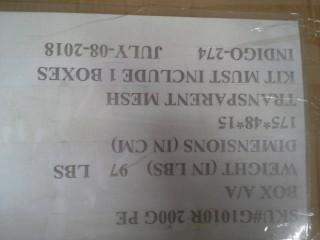 SKU#G1010R 200G PE
BOX A/A
WEIGHT (IN LBS) 97 LBS
DIMENSIONS (IN CM)
175*48*15
TRANSPARENT MESH
KIT MUST INCLUDE 1 BOXES
INDIGO-274 JULY-08-2018